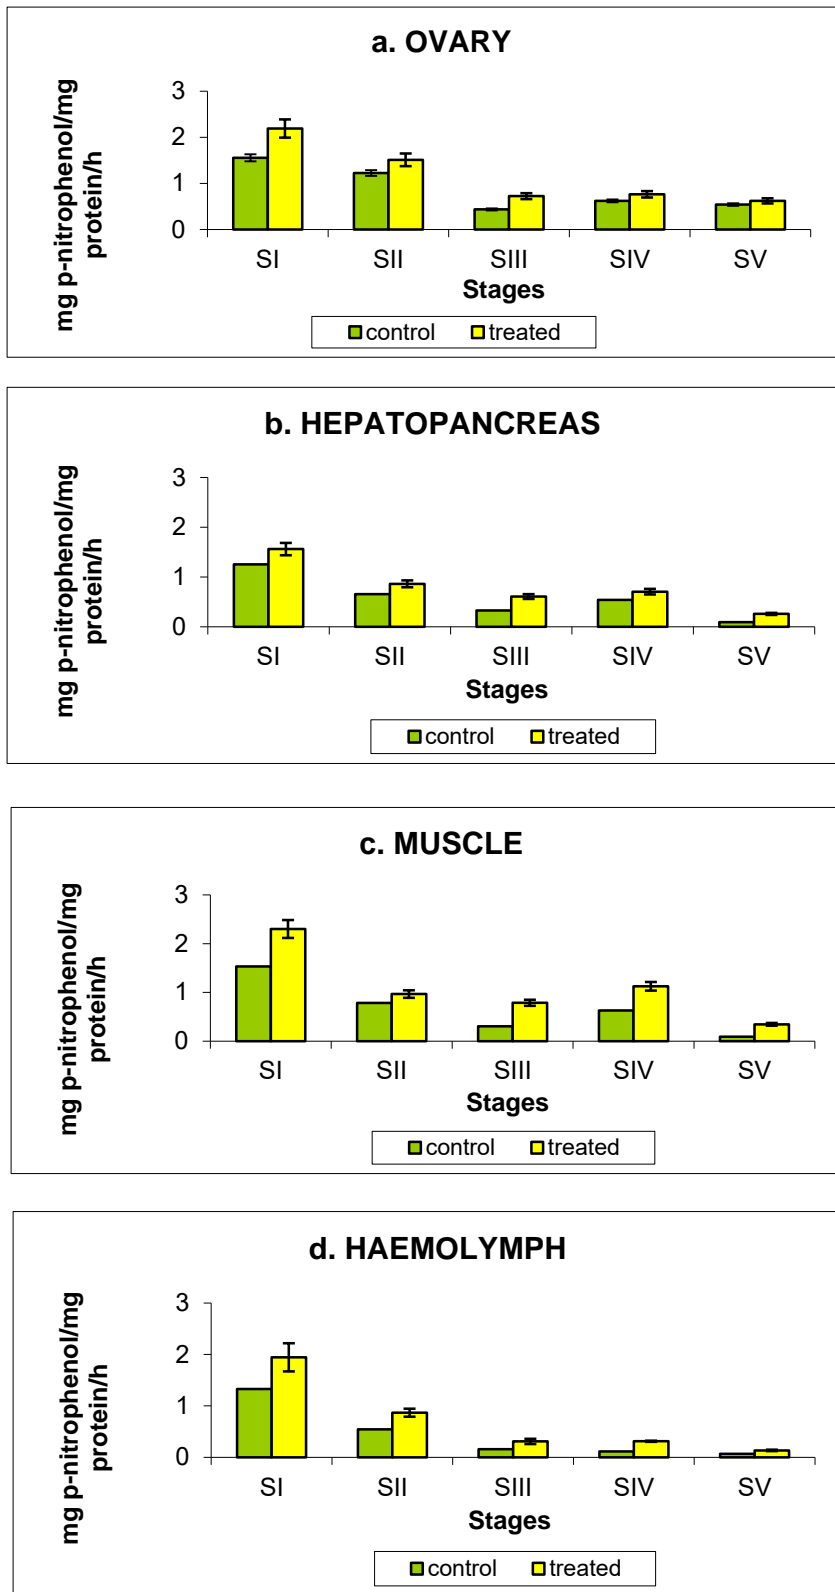 a. OVARY
mg p-nitrophenol/mg
protein/h
3
2
1
0
SI SII SIII SIV SV
Stages
control treated
b. HEPATOPANCREAS
mg p-nitrophenol/mg
protein/h
3
2
1
0
SI SII SIII SIV SV
Stages
control treated
c. MUSCLE
mg p-nitrophenol/mg
protein/h
3
2
1
0
SI SII SIII SIV SV
Stages
control treated
d. HAEMOLYMPH
mg p-nitrophenol/mg
protein/h
3
2
1
0
SI SII SIII SIV SV
Stages
control treated